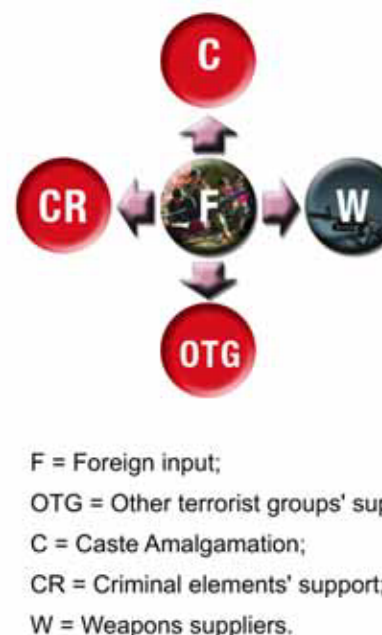 C
CR F W
OTG
F = Foreign input;
OTG = Other terrorist groups'
C = Caste Amalgamation;
CR = Criminal elements' support;
W = Weapons suppliers.